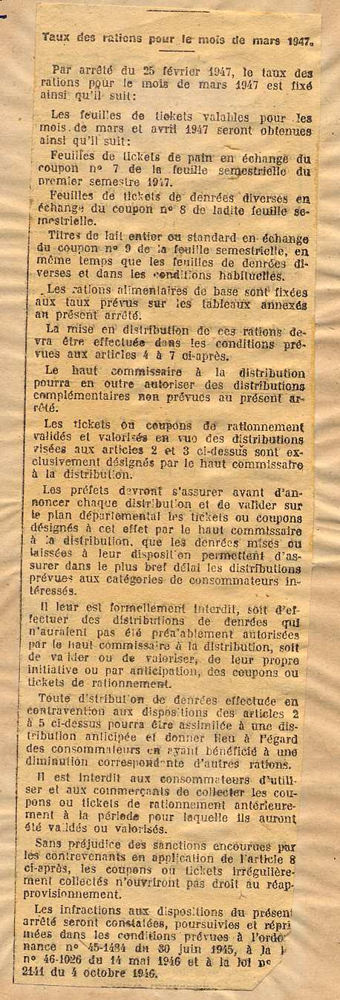 Taux des rations pour le mois de mars 1947.
Par arrêté du 25 février 1947, le taux des
rations pour le mois de mars 1947 est fixé
ainsi qu'il suit:
Les feuilles de tickets valables pour les
mois de mars et avril 1947 seront obtenues
ainsi qu'il suit:
Feuilles de tickets de pain en échange du
coupon n° 7 de la feuille semestrielle du
premier semestre 1947.
Feuilles de tickets de denrées diverses en
échange du coupon n° 8 de ladite feuille se-
mestrielle.
Titres de lait entier ou standard en échange
du coupon n° 9 de la feuille semestrielle, en
même temps que les feuilles de denrées di-
verses et dans les conditions habituelles.
Les rations alimentaires de base sont fixées
aux taux prévus sur les tableaux annexés
au présent arrêté.
La mise en distribution de ces rations de-
vra être effectuée dans les conditions pré-
vues aux articles 4 à 7 ci-après.
Le haut commissaire à la distribution
pourra en outre autoriser des distributions
complémentaires non prévues au présent ar-
rêté.
Les tickets ou coupons de rationnement
validés et valorisés en vue des distributions
visées aux articles 2 et 3 ci-dessus sont ex-
clusivement désignés par le haut commissaire
à la distribution.
Les préfets devront s'assurer avant d'an-
noncer chaque distribution et de valider sur
le plan départemental les tickets ou coupons
désignés à cet effet par le haut commissaire
à la distribution, que les denrées mises ou
laissées à leur disposition permettent d'as-
surer dans le plus bref délai les distributions
prévues aux catégories de consommateurs in-
téressés.
Il leur est formellement interdit, soit d'ef-
fectuer des distributions de denrées qui
n'auraient pas été préalablement autorisées
par le haut commissaire à la distribution, soit
de valider ou de valoriser, de leur propre
initiative ou par anticipation, des coupons ou
tickets de rationnement.
Toute distribution de denrées effectuée en
contravention aux dispositions des articles 2
à 5 ci-dessus pourra être assimilée à une dis-
tribution anticipée et donner lieu à l'égard
des consommateurs en ayant bénéficié à une
diminution correspondante d'autres rations.
Il est interdit aux consommateurs d'utili-
ser et aux commerçants de collecter les cou-
pons ou tickets de rationnement antérieure-
ment à la période pour laquelle ils auront
été validés ou valorisés.
Sans préjudice des sanctions encourues par
les contrevenants en application de l'article 8
ci-après, les coupons ou tickets irrégulière-
ment collectés n'ouvriront pas droit au réap-
provisionnement.
Les infractions aux dispositions du présent
arrêté seront constatées, poursuivies et répri
mées dans les conditions prévues à l'ordon
nance n° 45-1484 du 30 juin 1945, à la l
n° 46-1026 du 14 mai 1946 et à la loi n°
2141 du 4 octobre 1946.